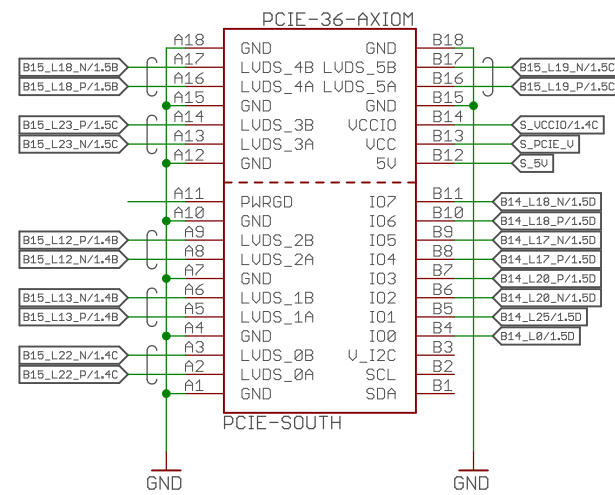 PCIE-36-AXIOM
A18 GND GND B18
B15_L18_N/1.5B A17 LVDS_4B LVDS_5B B17 B15_L19_N/1.5C
B15_L18_P/1.5B A16 LVDS_4A LVDS_5A B16 B15_L19_P/1.5C
A15 GND GND B15
B15_L23_P/1.5C A14 LVDS_3B VCCIO B14 S_VCCIO/1.4C
B15_L23_N/1.5C A13 LVDS_3A VCC B13 S_PCIE_V
A12 GND 5V B12 S_5V
A11 PWRGD IO7 B11 B14_L18_N/1.5D
A10 GND IO6 B10 B14_L18_P/1.5D
B15_L12_P/1.4B A9 LVDS_2B IO5 B9 B14_L17_N/1.5D
B15_L12_N/1.4B A8 LVDS_2A IO4 B8 B14_L17_P/1.5D
A7 GND IO3 B7 B14_L20_P/1.5D
B15_L13_N/1.4B A6 LVDS_1B IO2 B6 B14_L20_N/1.5D
B15_L13_P/1.4B A5 LVDS_1A IO1 B5 B14_L25/1.5D
A4 GND IO0 B4 B14_L0/1.5D
B15_L22_N/1.4C A3 LVDS_0B V_I2C B3
B15_L22_P/1.4C A2 LVDS_0A SCL B2
A1 GND SDA B1
PCIE-SOUTH
GND GND